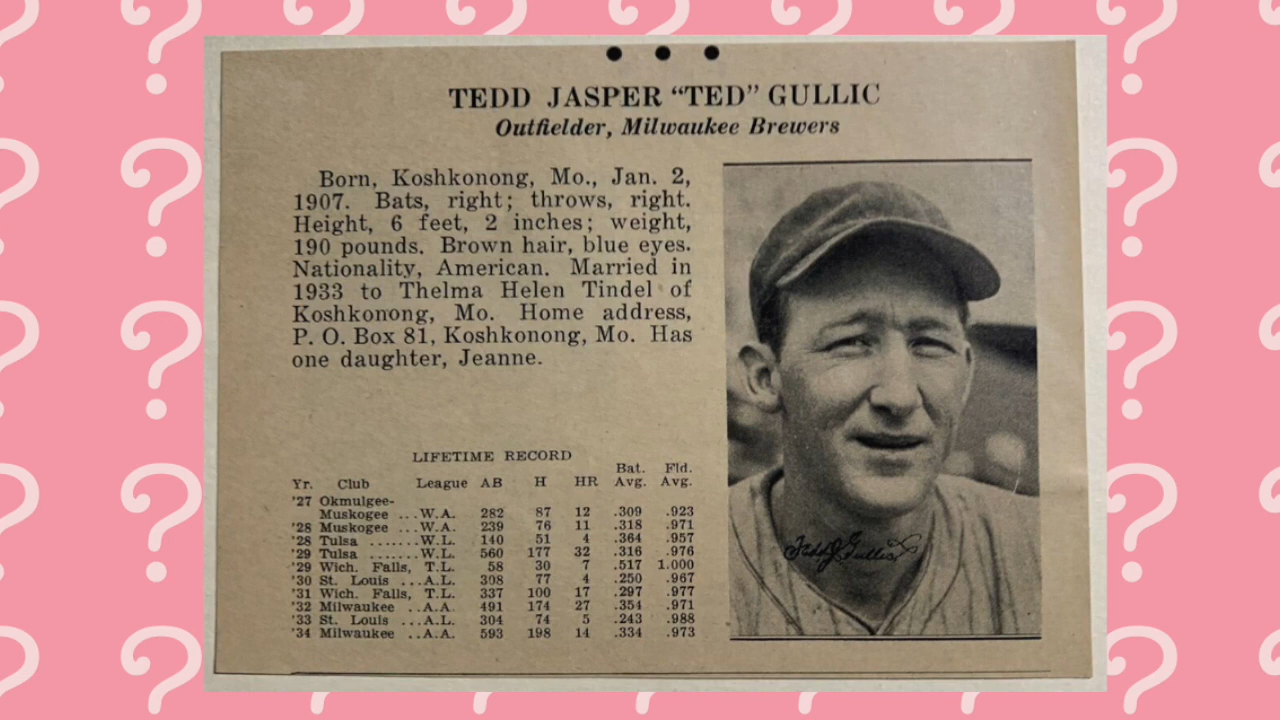 TEDD JASPER “TED” GULLIC
Outfielder, Milwaukee Brewers
Born, Koshkonong, Mo., Jan. 2,
1907. Bats, right; throws, right.
Height, 6 feet, 2 inches; weight,
190 pounds. Brown hair, blue eyes.
Nationality, American. Married in
1933 to Thelma Helen Tindel of
Koshkonong, Mo. Home address,
P. O. Box 81, Koshkonong, Mo. Has
one daughter, Jeanne.
LIFETIME RECORD
Bat. Fld.
Yr. Club League AB H HR Avg. Avg.
'27 Okmulgee-
Muskogee ...W.A. 282 87 12 .309 .923
'28 Muskogee ...W.A. 239 76 11 .318 .971
'28 Tulsa .......W.L. 140 51 4 .364 .957
'29 Tulsa .......W.L. 560 177 32 .316 .976
'29 Wich. Falls, T.L. 58 30 7 .517 1.000
'30 St. Louis ...A.L. 308 77 4 .250 .967
'31 Wich. Falls, T.L. 337 100 17 .297 .977
'32 Milwaukee ..A.A. 491 174 27 .354 .971
'33 St. Louis ...A.L. 304 74 5 .243 .988
'34 Milwaukee ..A.A. 593 198 14 .334 .973
Tedd J Gullic